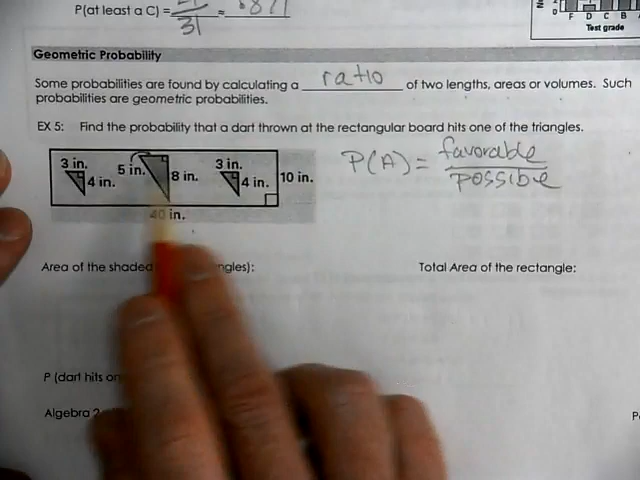 P(at least a C) = 31 =
F D C B
Test grade
Geometric Probability
Some probabilities are found by calculating a ratio of two lengths, areas or volumes. Such
probabilities are geometric probabilities.
EX 5: Find the probability that a dart thrown at the rectangular board hits one of the triangles.
3 in. 5 in. 3 in.
4 in. 8 in. 4 in. 10 in.
40 in.
P(A) = favorable
possible
Area of the shaded ngles): Total Area of the rectangle:
P (dart hits on
Algebra 2